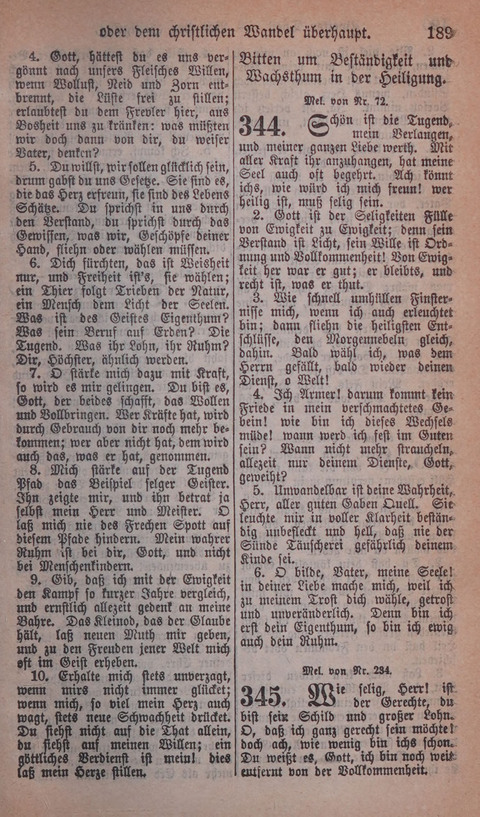 oder dem christlichen Wandel überhaupt. 189
4. Gott, hättest du es uns ver-
gönnt nach unsers Fleisches Willen,
wenn Wollust, Neid und Zorn ent-
brennt, die Lüste frei zu stillen;
erlaubtest du dem Frevler hier, aus
Bosheit uns zu kränken: was müßten
wir doch dann von dir, du weiser
Vater, denken?
5. Du willst, wir sollen glücklich sein,
drum gabst du uns Gesetze. Sie sind es,
die das Herz erfreun, sie sind des Lebens
Schätze. Du sprichst in uns durch
den Verstand, du sprichst durch das
Gewissen, was wir, Geschöpfe deiner
Hand, fliehn oder wählen müssen.
6. Dich fürchten, das ist Weisheit
nur, und Freiheit ist's, sie wählen;
ein Thier folgt Trieben der Natur,
ein Mensch dem Licht der Seelen.
Was ist des Geistes Eigenthum?
Was sein Beruf auf Erden? Die
Tugend. Was ihr Lohn, ihr Ruhm?
Dir, Höchster, ähnlich werden.
7. O stärke mich dazu mit Kraft,
so wird es mir gelingen. Du bist es,
Gott, der beides schafft, das Wollen
und Vollbringen. Wer Kräfte hat, wird
durch Gebrauch von dir noch mehr be-
kommen; wer aber nicht hat, dem wird
auch das, was er hat, genommen.
8. Mich stärke auf der Tugend
Pfad das Beispiel selger Geister.
Ihn zeigte mir, und ihn betrat ja
selbst mein Herr und Meister. O
laß mich nie des Frechen Spott auf
diesem Pfade hindern. Mein wahrer
Ruhm ist bei dir, Gott, und nicht
bei Menschenkindern.
9. Gib, daß ich mit der Ewigkeit
den Kampf so kurzer Jahre vergleich,
und ernstlich allezeit gedenk an meine
Bahre. Das Kleinod, das der Glaube
hält, laß neuen Muth mir geben,
und zu den Freuden jener Welt mich
oft im Geist erheben.
10. Erhalte mich stets unverzagt,
wenn mirs nicht immer glücket;
wenn mich, so viel mein Herz auch
wagt, stets neue Schwachheit drücket.
Du siehst nicht auf die That allein,
du siehst auf meinen Willen; ein
göttliches Verdienst ist mein! dies
laß mein Herze stillen.
Bitten um Beständigkeit und
Wachsthum in der Heiligung.
Mel. von Nr. 72.
344. Schön ist die Tugend,
mein Verlangen,
und meiner ganzen Liebe werth. Mit
aller Kraft ihr anzuhangen, hat meine
Seel auch oft begehrt. Ach könnt
ichs, wie würd ich mich freun! wer
heilig ist, muß selig sein.
2. Gott ist der Seligkeiten Fülle
von Ewigkeit zu Ewigkeit; denn sein
Verstand ist Licht, sein Wille ist Ord-
nung und Vollkommenheit! Von Ewig-
keit her war er gut; er bleibts, und
recht ist, was er thut.
3. Wie schnell umhüllen Finster-
nisse mich, wenn ich auch erleuchtet
bin; dann fliehn die heiligsten Ent-
schlüsse, den Morgennebeln gleich,
dahin. Bald wähl ich, was dem
Herrn gefällt, bald wieder deinen
Dienst, o Welt!
4. Ich Armer! darum kommt kein
Friede in mein verschmachtetes Ge-
bein! wie bin ich dieses Wechsels
müde! wann werd ich fest im Guten
sein? Wann nicht mehr straucheln,
allezeit nur deinem Dienste, Gott,
geweiht?
5. Unwandelbar ist deine Wahrheit,
Herr, aller guten Gaben Quell. Sie
leuchte mir in voller Klarheit bestän-
dig unbefleckt und hell, daß nie der
Sünde Täuscherei gefährlich deinem
Kinde sei.
6. O bilde, Vater, meine Seele!
in deiner Liebe mache mich, weil ich
zu meinem Trost dich wähle, getrost
und unveränderlich. Denn bin ich
erst dein Eigenthum, so bin ich ewig
auch dein Ruhm.
Mel. von Nr. 234.
345. Wie selig, Herr! ist
der Gerechte, du
bist sein Schild und großer Lohn.
O, daß ich ganz gerecht sein möchte!
doch ach, wie wenig bin ichs schon.
Du weißt es, Gott, ich bin noch weit
entfernt von der Vollkommenheit.